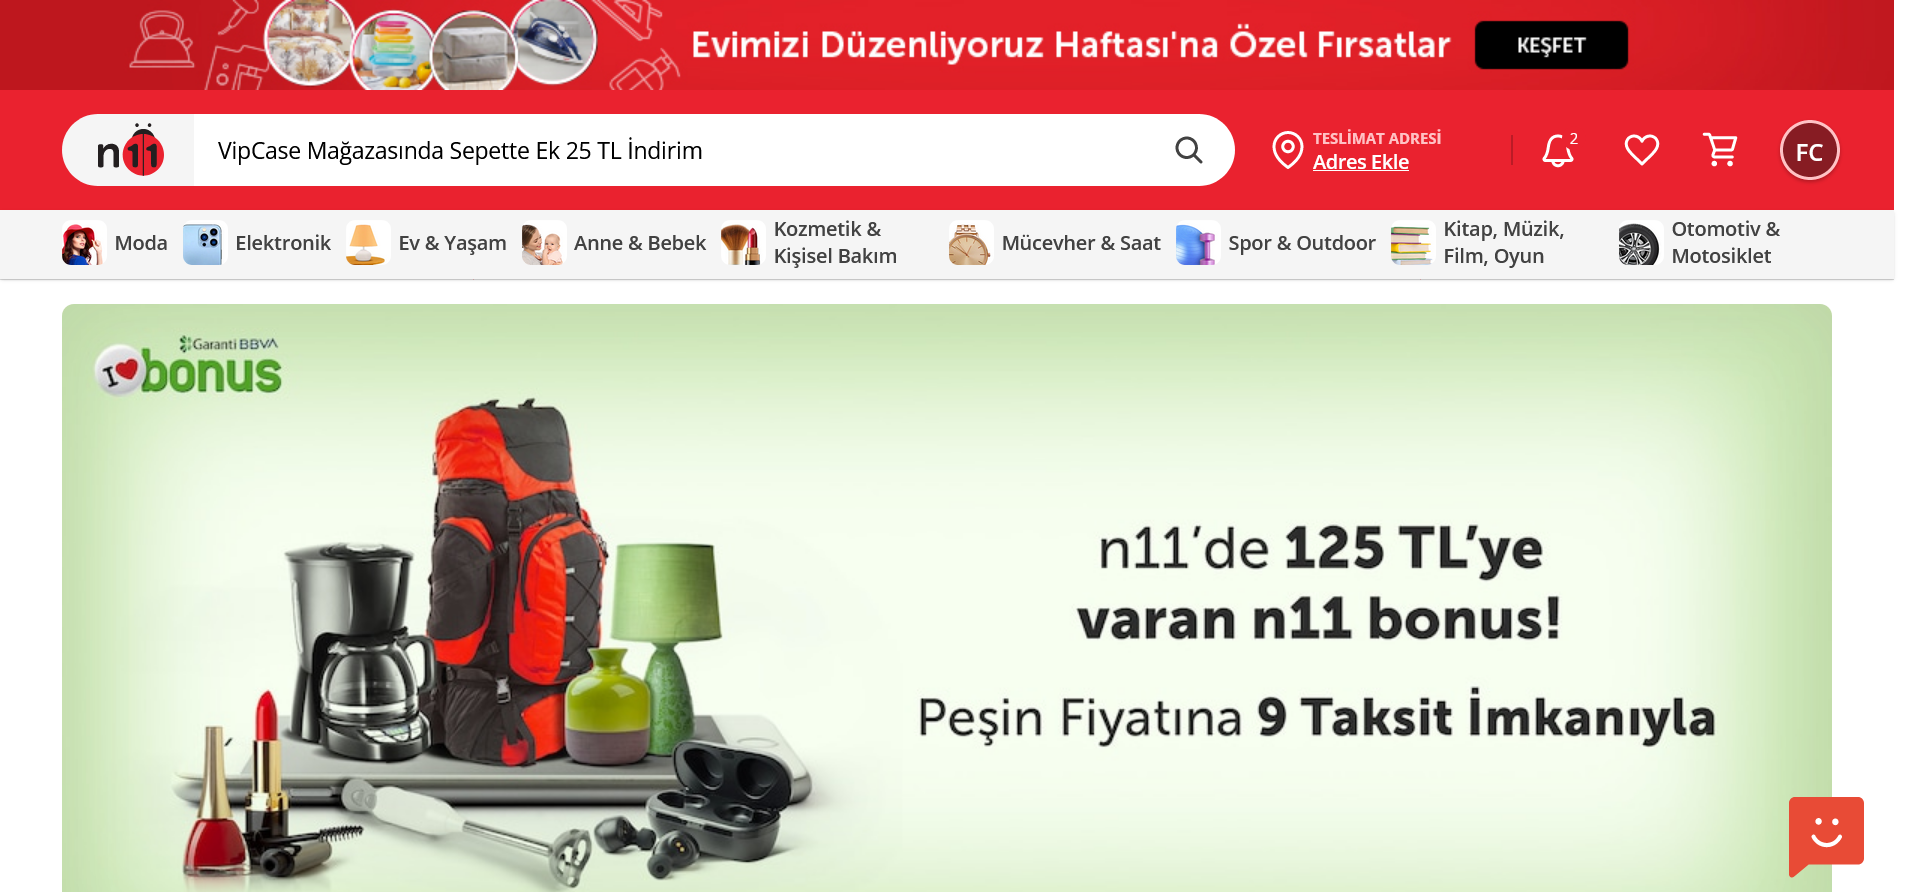 Evimizi Düzenliyoruz Haftası'na Özel Fırsatlar
KEŞFET
n11
VipCase Mağazasında Sepette Ek 25 TL İndirim
TESLİMAT ADRESİ
Adres Ekle
2
FC
Moda
Elektronik
Ev & Yaşam
Anne & Bebek
Kozmetik &
Kişisel Bakım
Mücevher & Saat
Spor & Outdoor
Kitap, Müzik,
Film, Oyun
Otomotiv &
Motosiklet
Garanti BBVA
I bonus
n11’de 125 TL’ye
varan n11 bonus!
Peşin Fiyatına 9 Taksit İmkanıyla